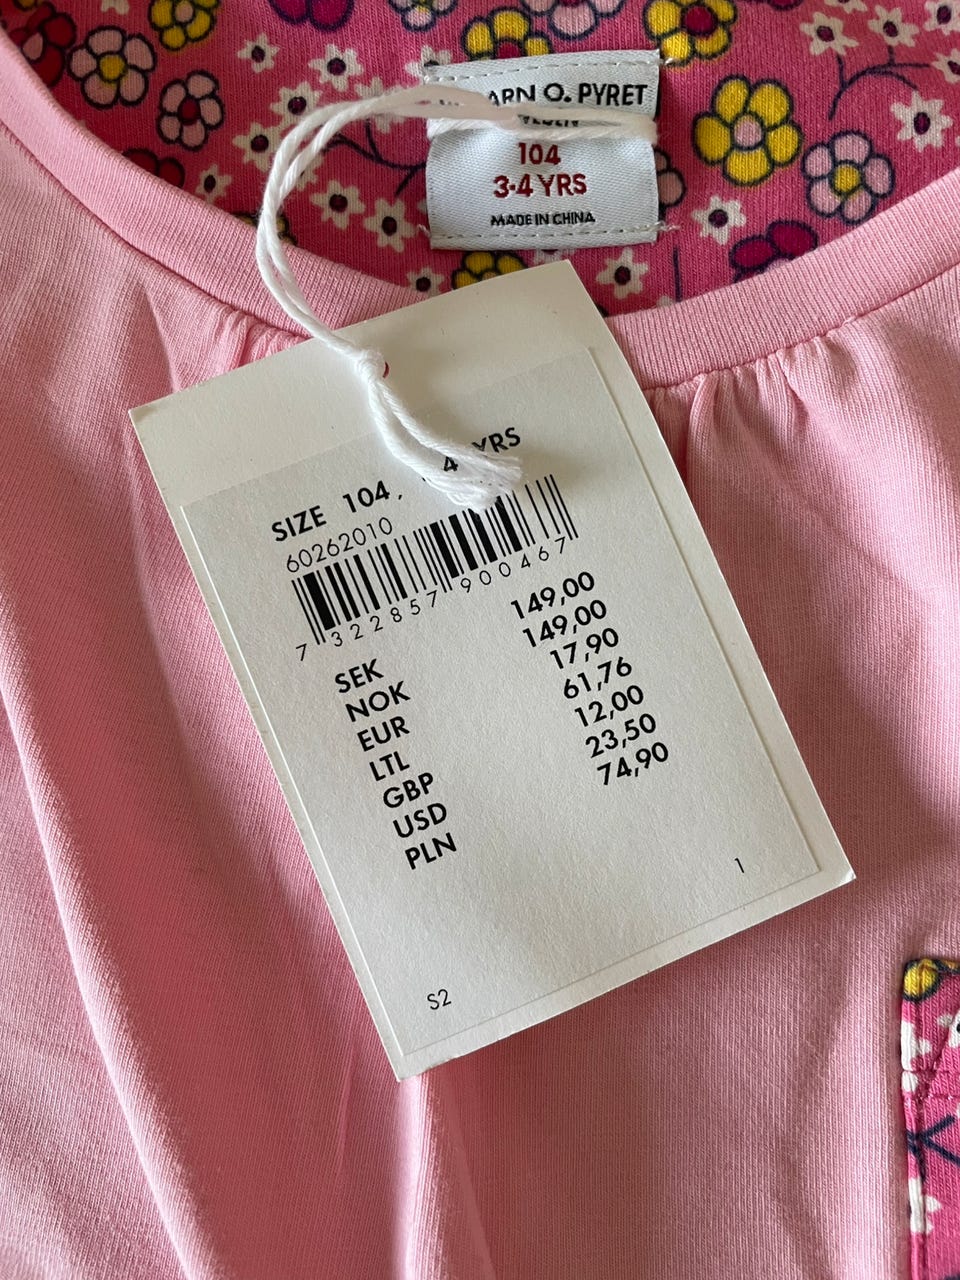 ARN O. PYRET
104
3-4 YRS
MADE IN CHINA
SIZE 104, 4 YRS
60262010
7 322857 900467
SEK 149,00
NOK 149,00
EUR 17,90
LTL 61,76
GBP 12,00
USD 23,50
PLN 74,90
1
S2